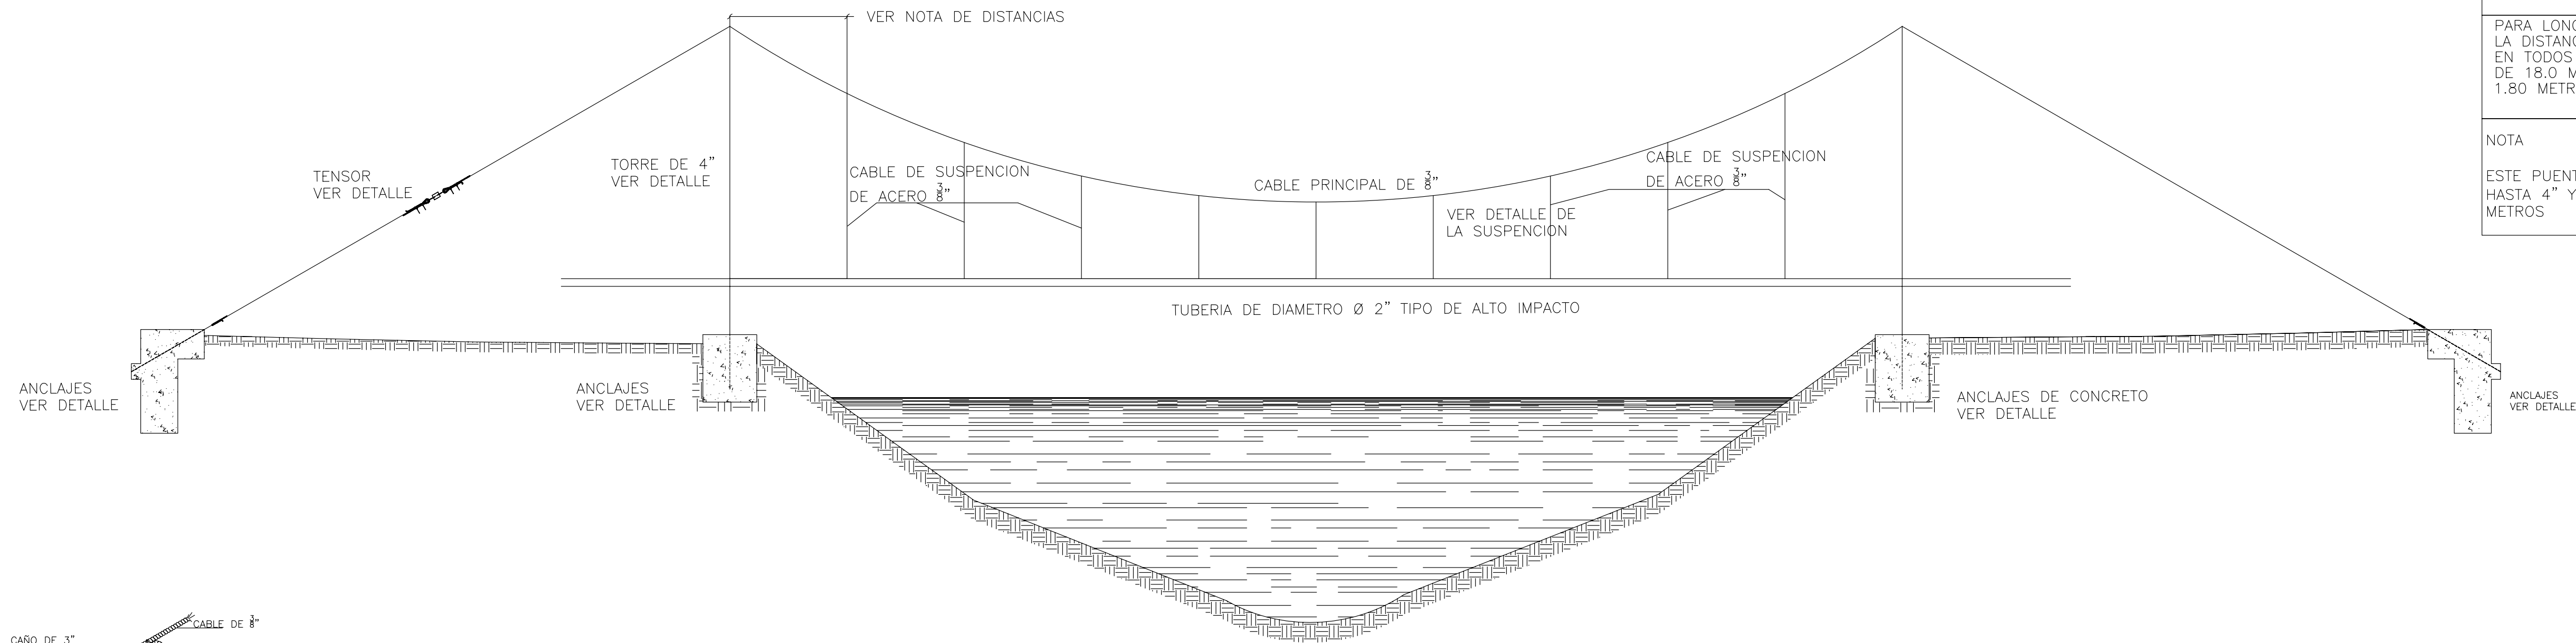 VER NOTA DE DISTANCIAS
PARA
LA
EN TODOS
DE 18.0
1.80
NOTA
ESTE
HASTA 4” Y
METROS
TENSOR
VER DETALLE
TORRE DE 4”
VER DETALLE
CABLE DE SUSPENCION
DE ACERO 3/8”
CABLE PRINCIPAL DE 3/8”
VER DETALLE DE
LA SUSPENCION
CABLE DE SUSPENCION
DE ACERO 3/8”
TUBERIA DE DIAMETRO Ø 2” TIPO DE ALTO IMPACTO
ANCLAJES
VER DETALLE
ANCLAJES
VER DETALLE
ANCLAJES DE CONCRETO
VER DETALLE
ANCLAJES
VER DETALLE
CABLE DE 3/8”
CAÑO DE 3”